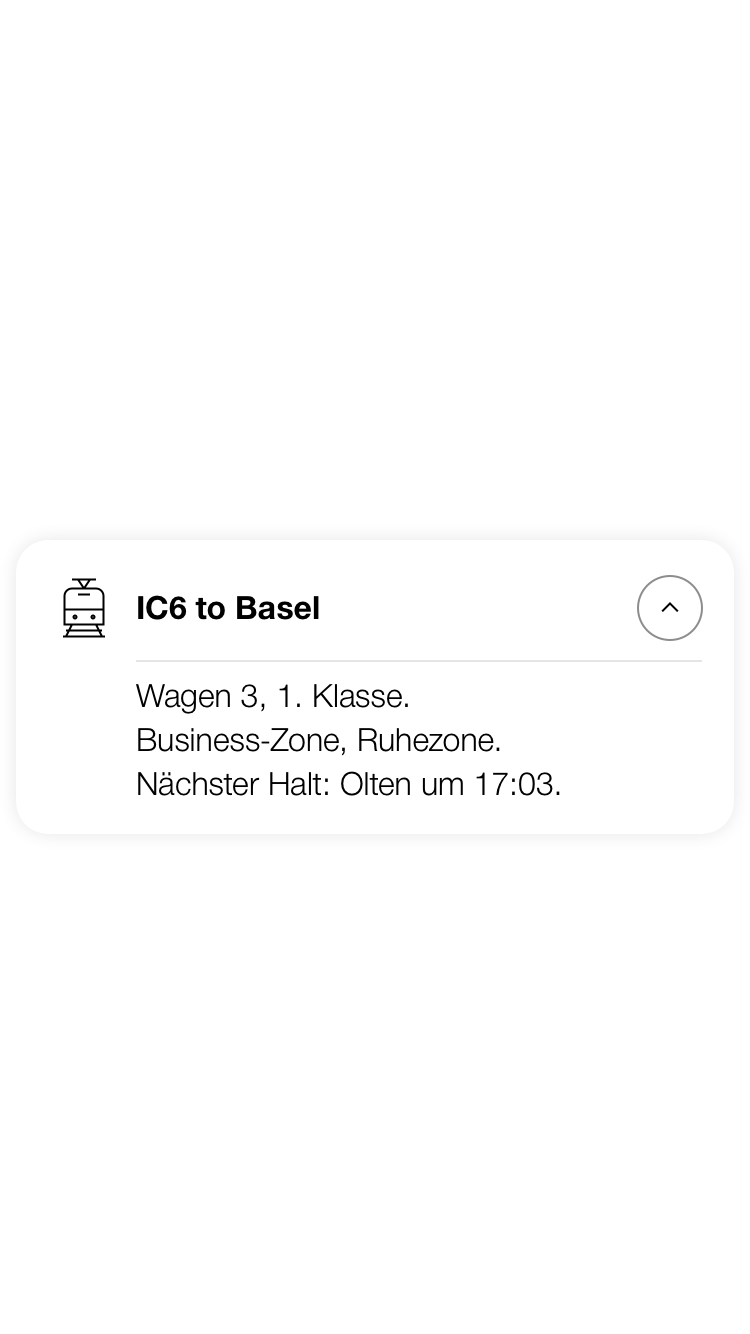 IC6 to Basel
Wagen 3, 1. Klasse.
Business-Zone, Ruhezone.
Nächster Halt: Olten um 17:03.